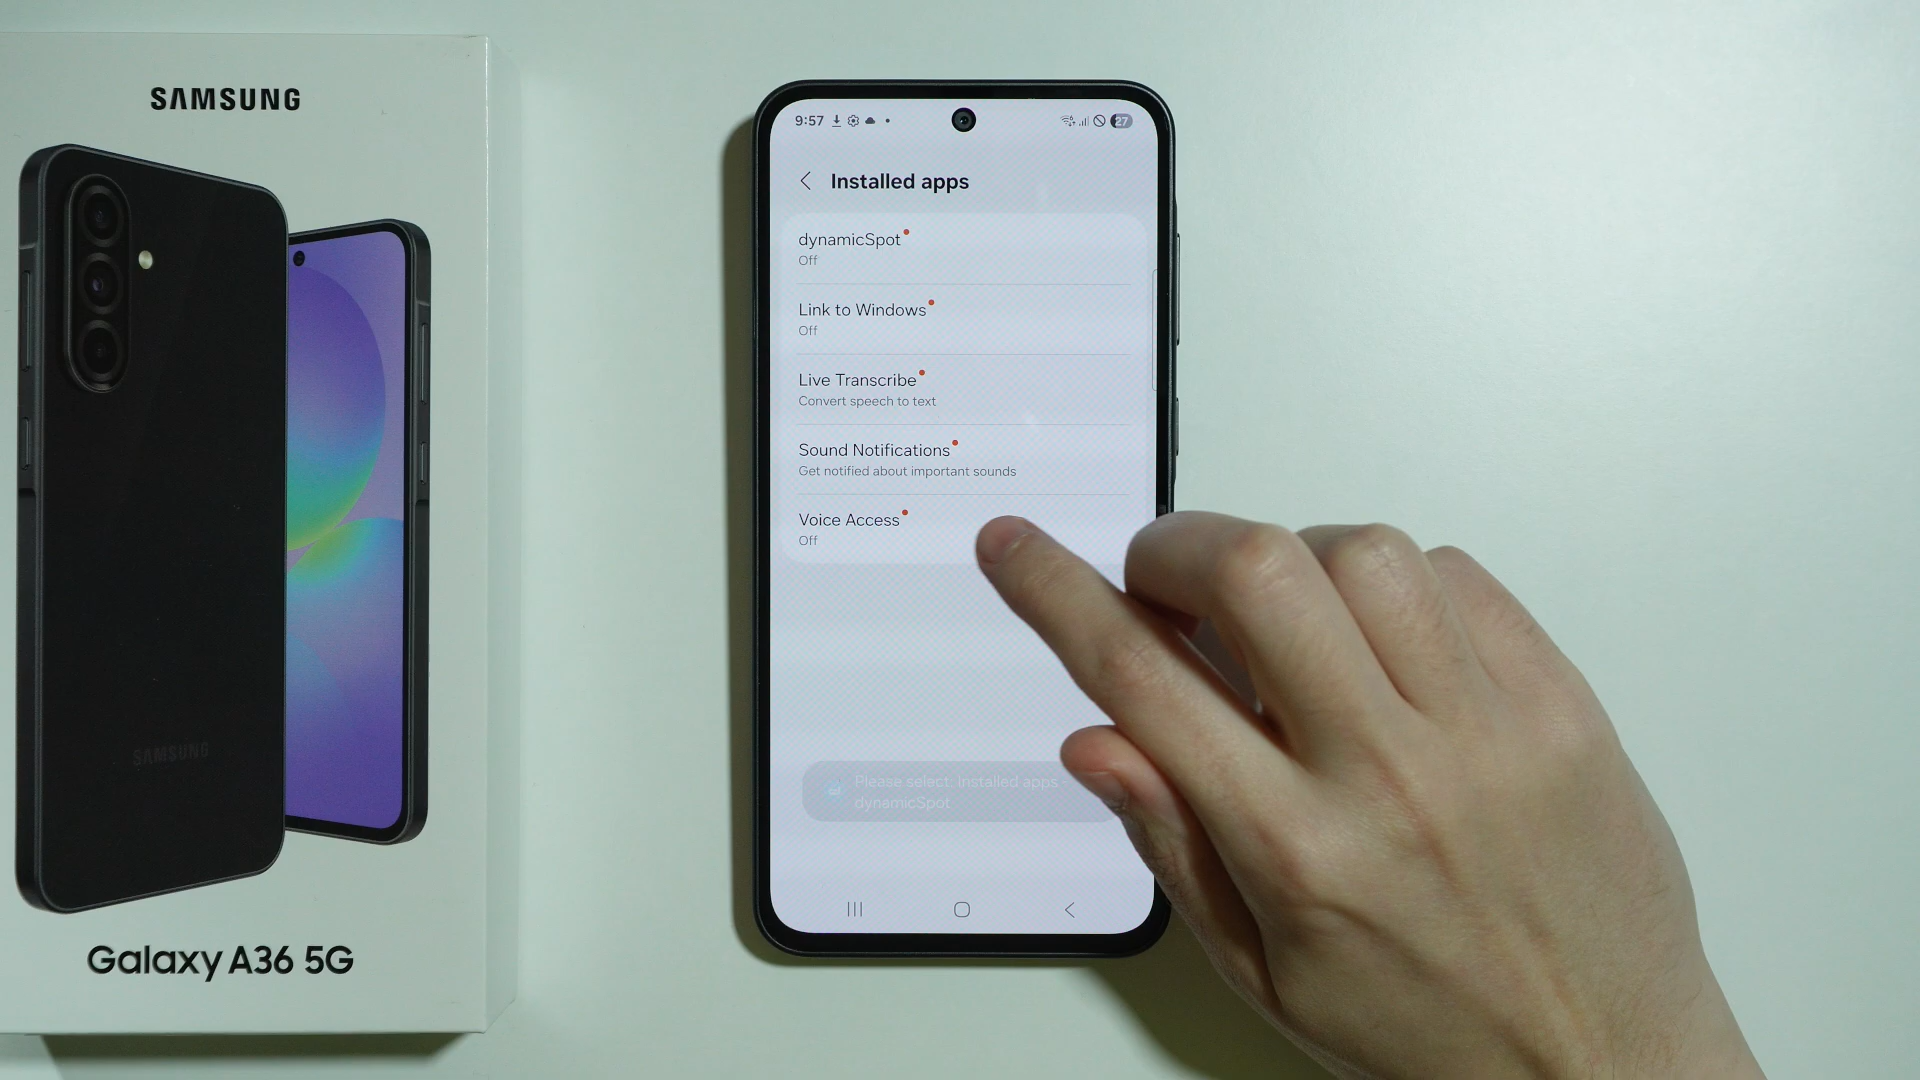 SAMSUNG
SAMSUNG
Galaxy A36 5G
9:57
27
Installed apps
dynamicSpot
Off
Link to Windows
Off
Live Transcribe
Convert speech to text
Sound Notifications
Get notified about important sounds
Voice Access
Off
Please select: Installed apps -
dynamicSpot